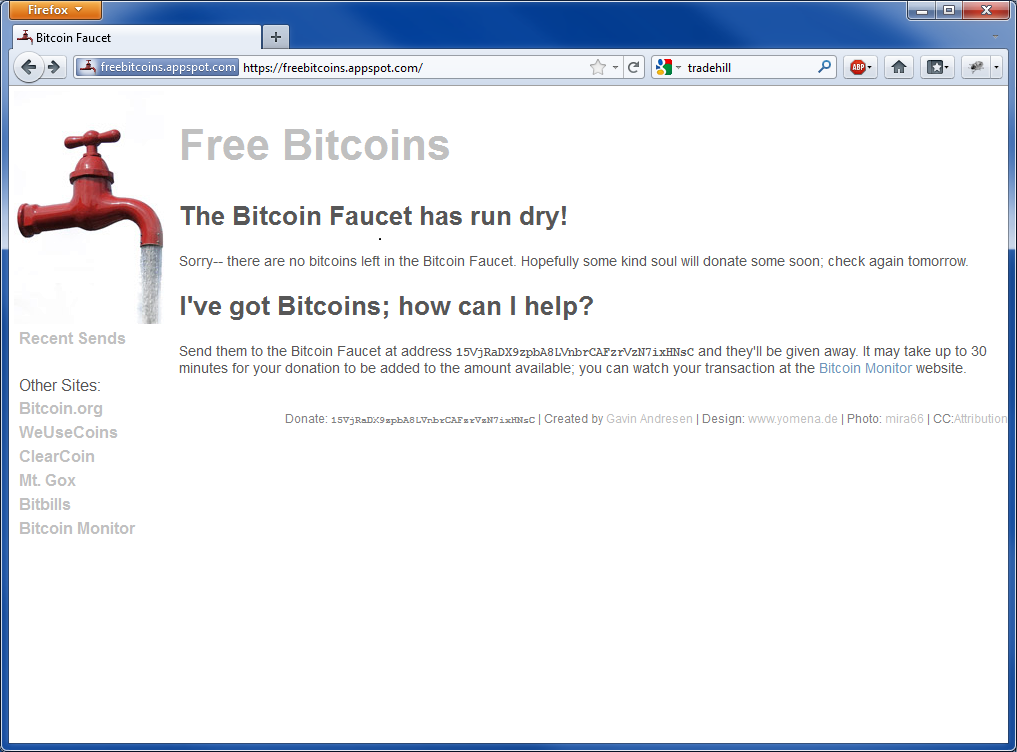 Firefox
Bitcoin Faucet
freebitcoins.appspot.com https://freebitcoins.appspot.com/ tradehill ABP
Free Bitcoins
The Bitcoin Faucet has run dry!
Sorry-- there are no bitcoins left in the Bitcoin Faucet. Hopefully some kind soul will donate some soon; check again tomorrow.
I've got Bitcoins; how can I help?
Send them to the Bitcoin Faucet at address 15VjRaDX9zpbA8LVnbrCAFzrVzN7ixHNsC and they'll be given away. It may take up to 30
minutes for your donation to be added to the amount available; you can watch your transaction at the Bitcoin Monitor website.
Donate: 15VjRaDX9zpbA8LVnbrCAFzrVzN7ixHNsC | Created by Gavin Andresen | Design: www.yomena.de | Photo: mira66 | CC:Attribution
Recent Sends
Other Sites:
Bitcoin.org
WeUseCoins
ClearCoin
Mt. Gox
Bitbills
Bitcoin Monitor